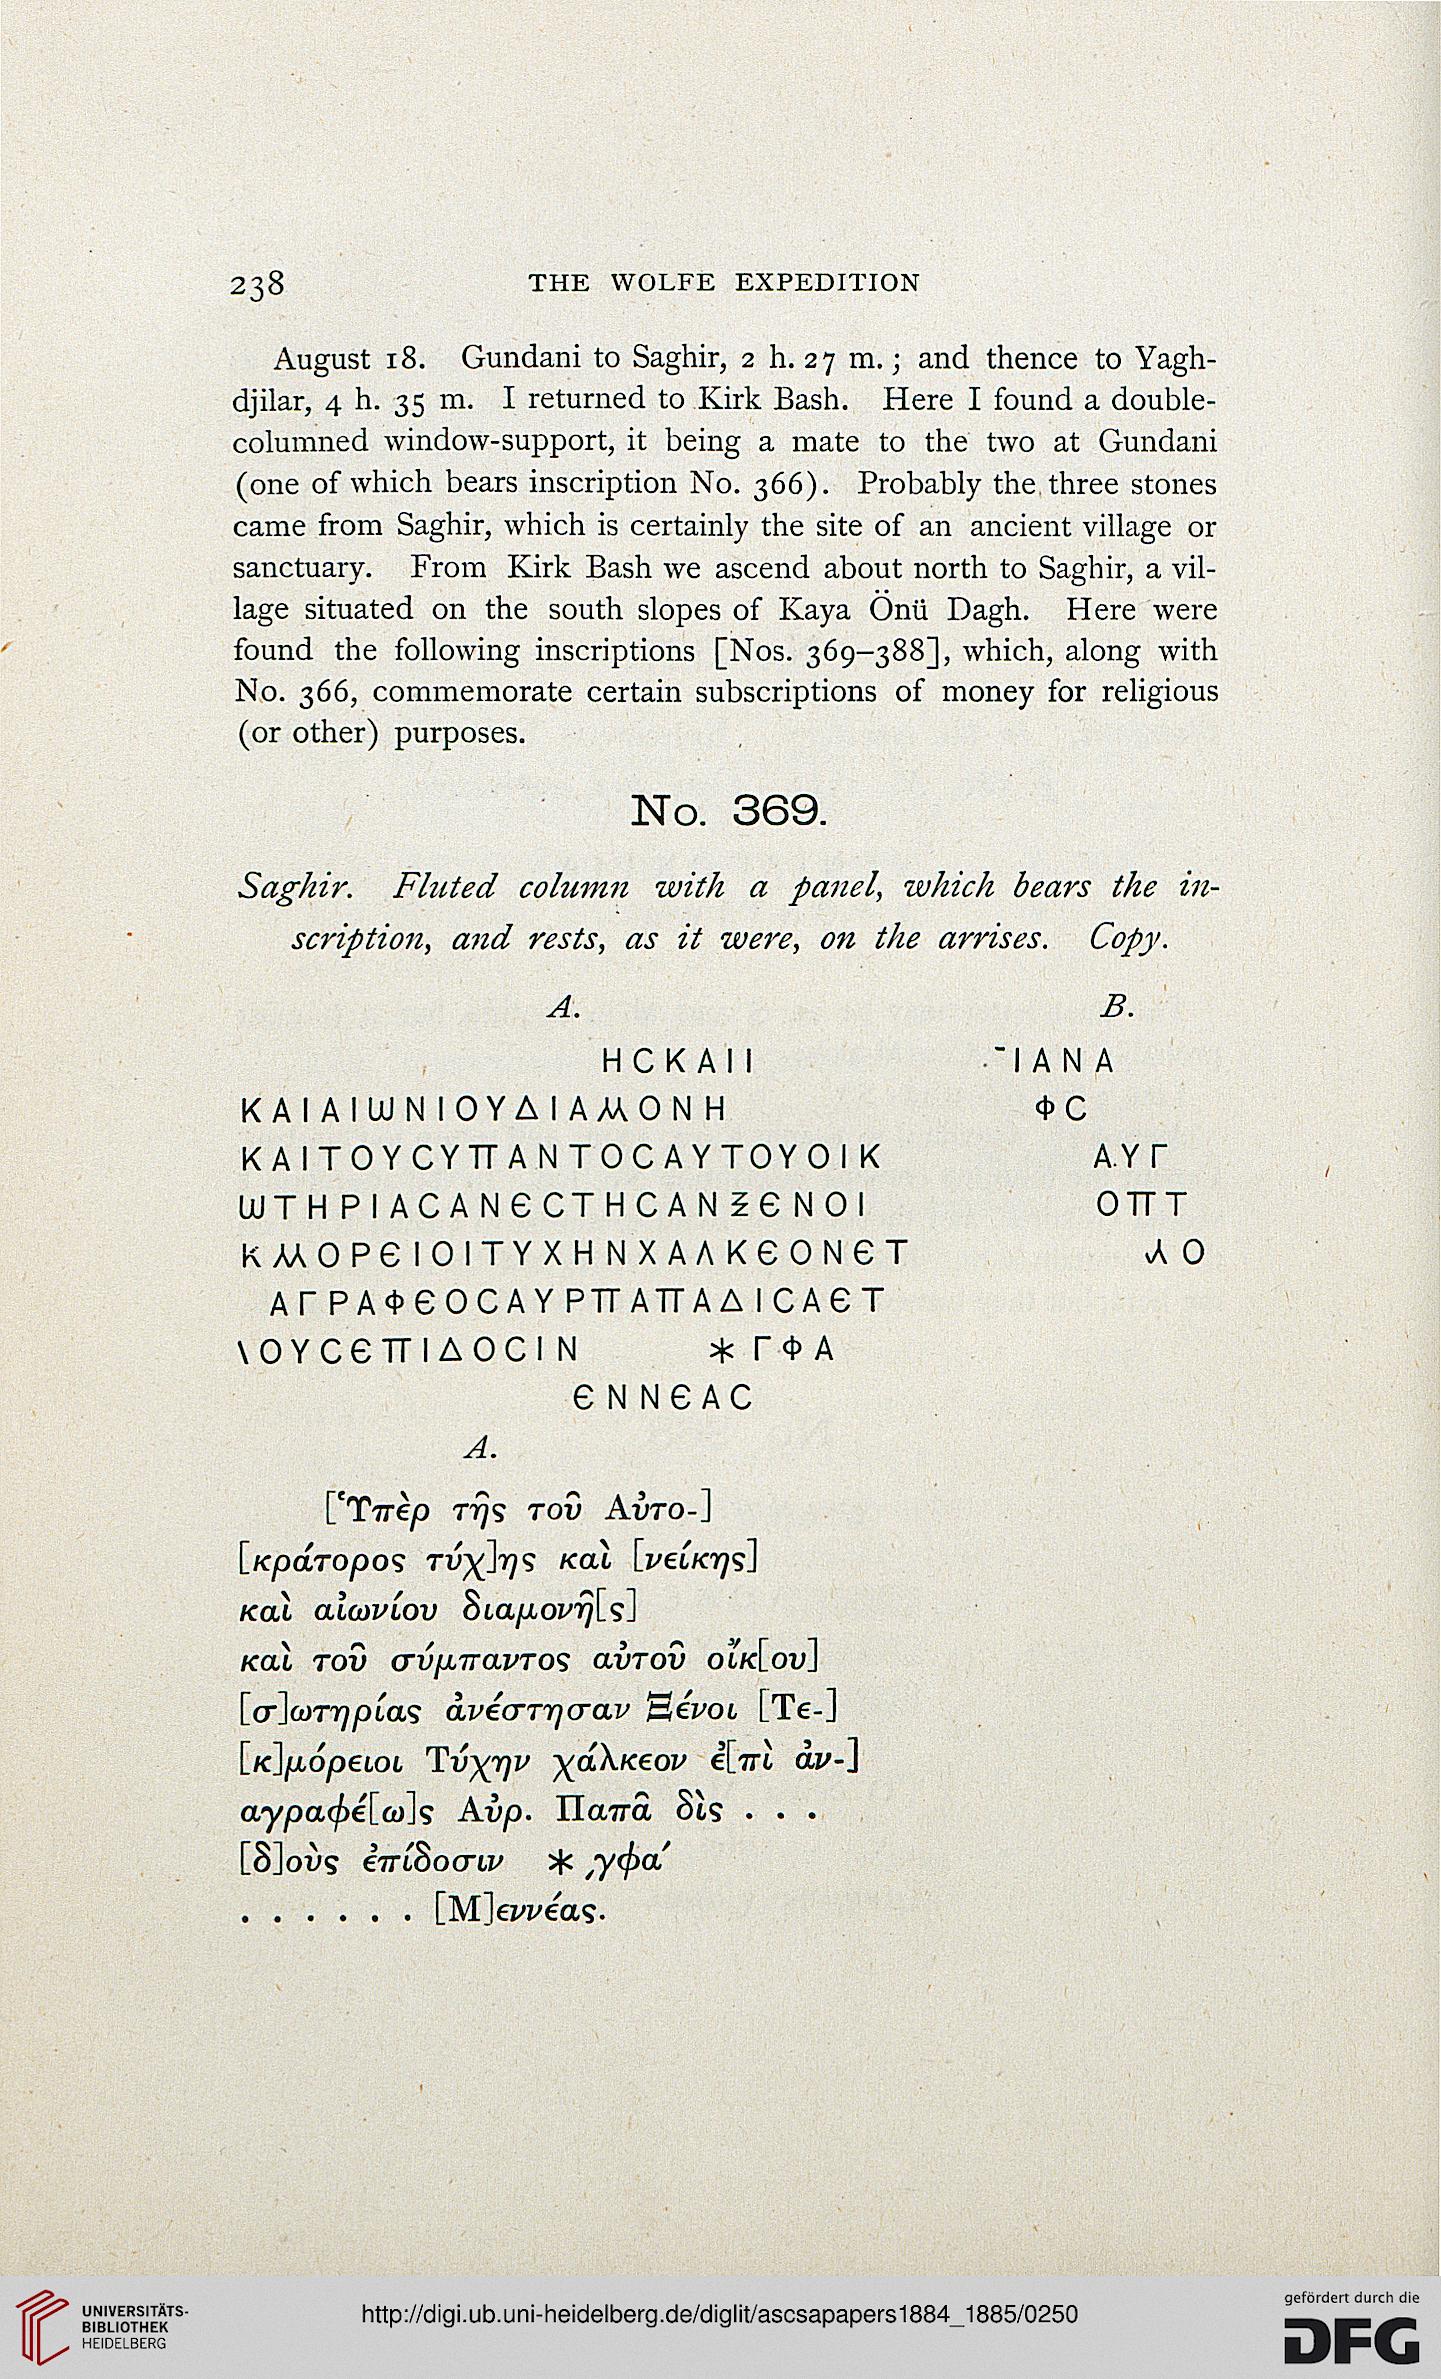 238 THE WOLFE EXPEDITION
August 18. Gundani to Saghir, 2 h. 27 m.; and thence to Yagh-
djilar, 4 h. 35 m. I returned to Kirk Bash. Here I found a double-
columned window-support, it being a mate to the two at Gundani
(one of which bears inscription No. 366). Probably the three stones
came from Saghir, which is certainly the site of an ancient village or
sanctuary. From Kirk Bash we ascend about north to Saghir, a vil-
lage situated on the south slopes of Kaya Önü Dagh. Here were
found the following inscriptions [Nos. 369–388], which, along with
No. 366, commemorate certain subscriptions of money for religious
(or other) purposes.
No. 369.
Saghir. Fluted column with a panel, which bears the in-
scription, and rests, as it were, on the arrises. Copy.
A. B.
ΗCΚΑΙΙ ΙΑΝΑ
ΚΑΙΑΙWΝΙΟΥΔΙΑΜΟΝΗ ΦC
ΚΑΙΤΟΥCΥΠΑΝΤΟCΑΥΤΟΥΟΙΚ ΑΥΓ
WΤΗΡΙΑCΑΝЄCΤΗCΑΝΞЄΝΟΙ ΟΠΤ
ΚΜΟΡЄΙΟΙΤΥΧΗΝΧΑΛΚЄΟΝЄΤ ΛΟ
ΑΓΡΑΦЄΟCΑΥΡΠΑΠΑΔΙCΑЄΤ
\ΟΥCЄΠΙΔΟCΙΝ ✳ΓΦΑ
ЄΝΝЄΑC
A.
[Ὑπὲρ τῆς τοῦ Αὐτο-]
[κράτορος τύχ]ης καὶ [νείκης]
καὶ αἰωνίου διαμονῆ[ς]
καὶ τοῦ σύμπαντος αὐτοῦ οἴκ[ου]
[σ]ωτηρίας ἀνέστησαν Ξένοι [Τε-]
[κ]μόρειοι Τύχην χάλκεον ἐ[πὶ ἀν-]
αγραφέ[ω]ς Αὐρ. Παπᾶ δὶς . . .
[δ]οὺς ἐπίδοσιν ✳ ͵γφα′
. . . . . . [Μ]εννέας.
UNIVERSITÄTS-
BIBLIOTHEK
HEIDELBERG
http://digi.ub.uni-heidelberg.de/diglit/ascsapapers1884_1885/0250
gefördert durch die
DFG